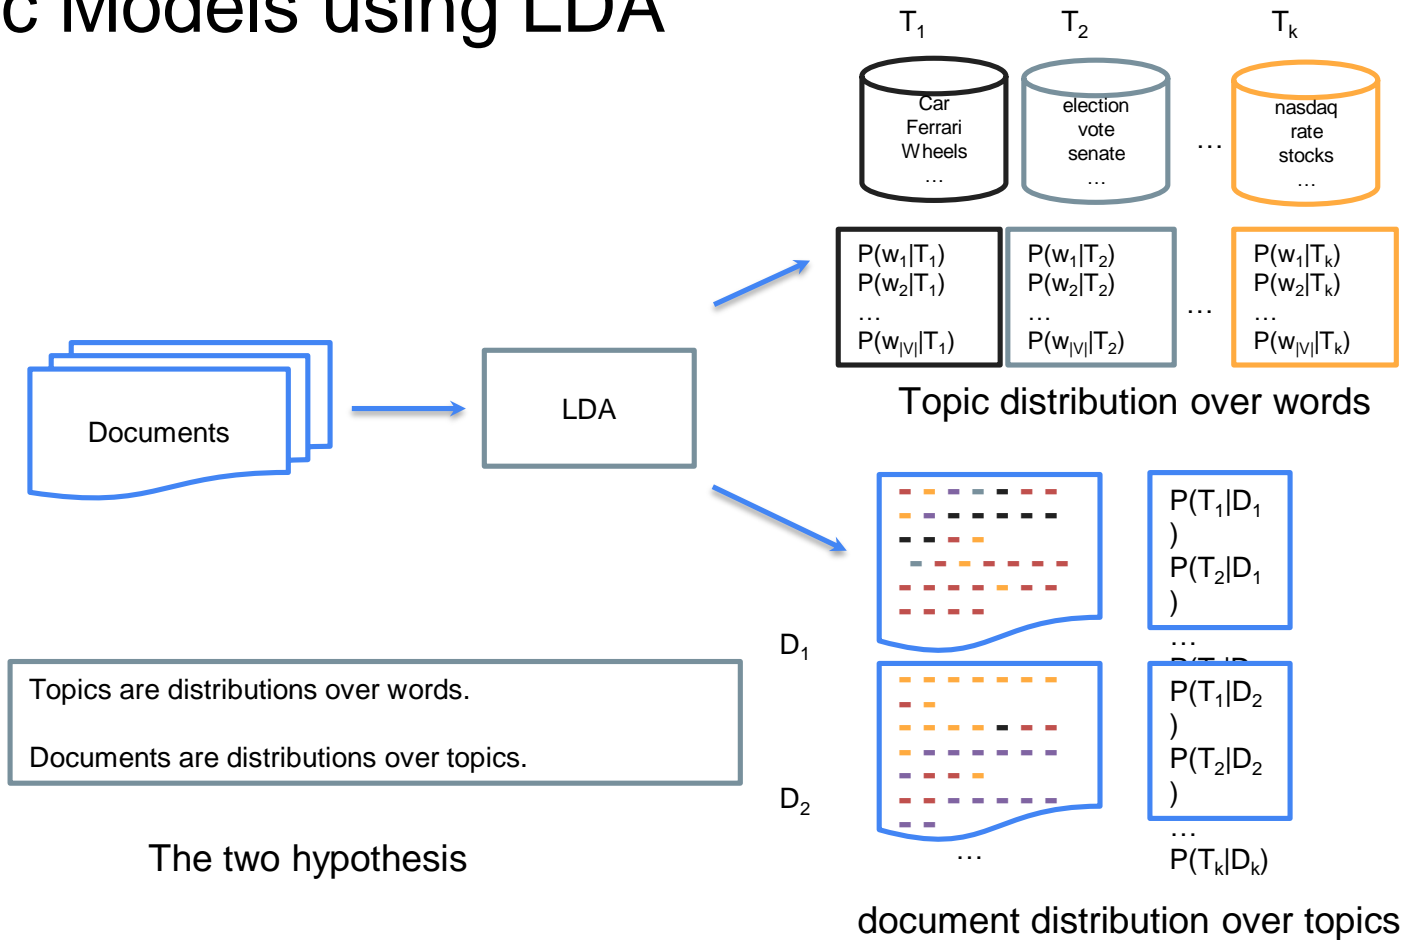 c Models using LDA
T1
T2
Tk
Car
Ferrari
Wheels
…
election
vote
senate
…
…
nasdaq
rate
stocks
…
P(w1|T1)
P(w2|T1)
…
P(w|V||T1)
P(w1|T2)
P(w2|T2)
…
P(w|V||T2)
…
P(w1|Tk)
P(w2|Tk)
…
P(w|V||Tk)
Topic distribution over words
Documents
LDA
D1
P(T1|D1
)
P(T2|D1
)
…
Topics are distributions over words.
Documents are distributions over topics.
The two hypothesis
D2
…
P(T1|D2
)
P(T2|D2
)
…
P(Tk|Dk)
document distribution over topics